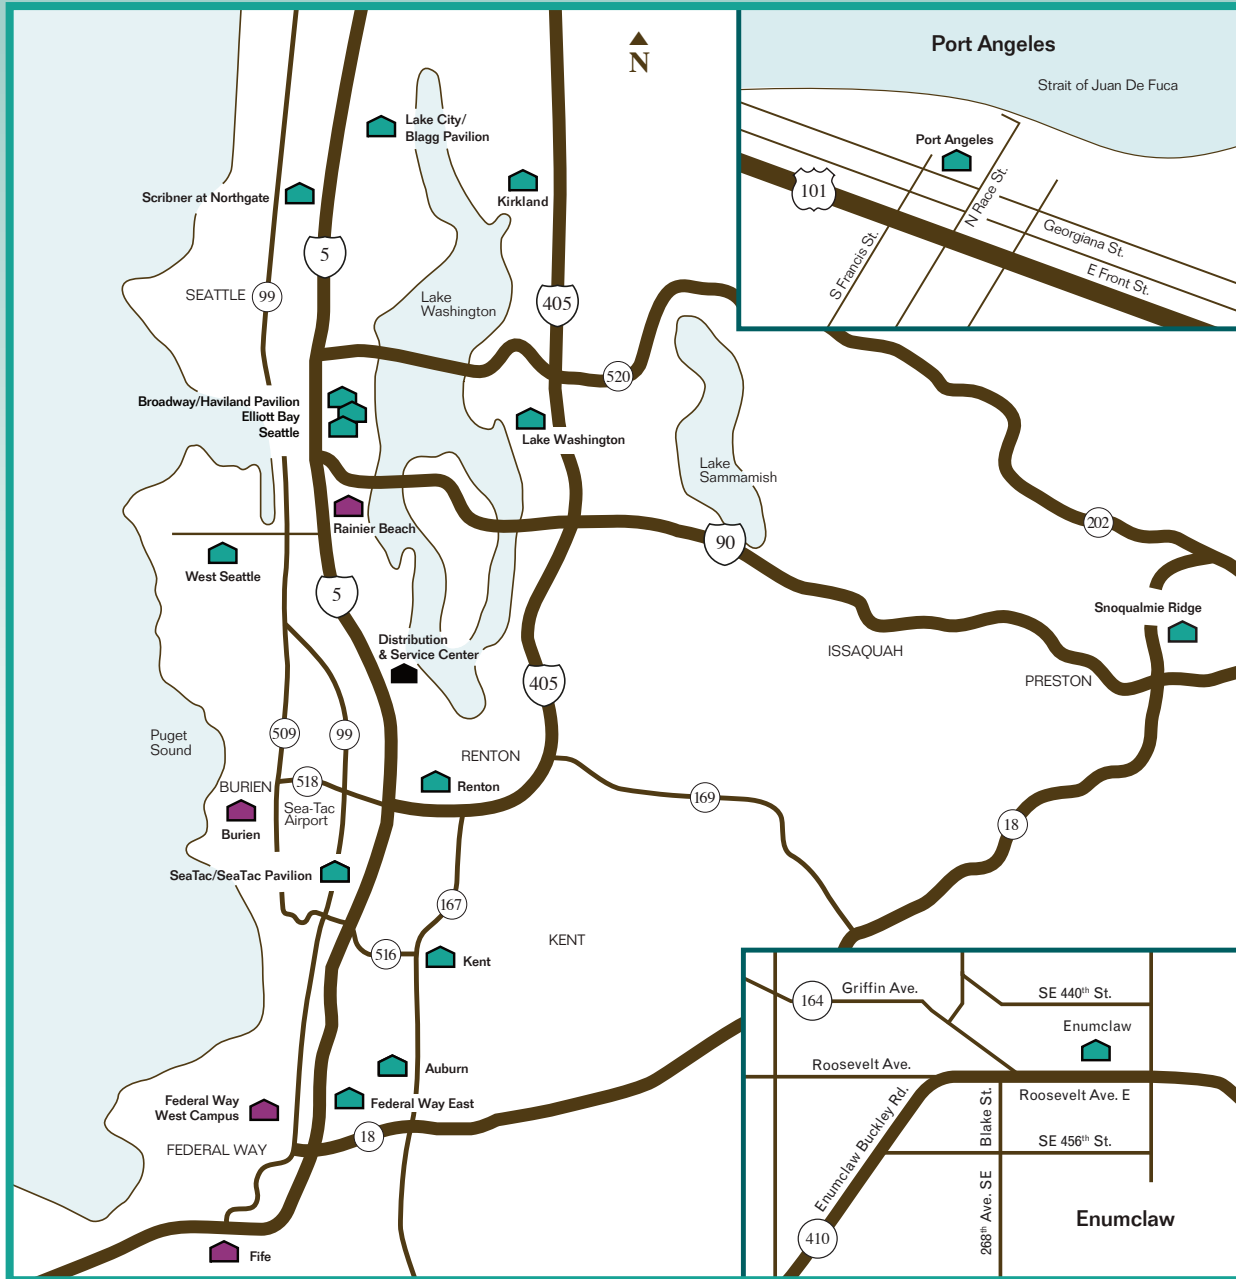 N
Lake City/
Blagg Pavilion
Scribner at Northgate
Kirkland
5
SEATTLE
99
Lake
Washington
405
520
Broadway/Haviland Pavilion
Elliott Bay
Seattle
Lake Washington
Lake
Sammamish
Rainier Beach
90
202
West Seattle
5
Snoqualmie Ridge
Distribution
& Service Center
ISSAQUAH
PRESTON
405
Puget
Sound
509
99
RENTON
BURIEN
518
Renton
Sea-Tac
Airport
169
Burien
18
SeaTac/SeaTac Pavilion
167
516
Kent
KENT
Auburn
Federal Way
West Campus
Federal Way East
18
FEDERAL WAY
Fife
Port Angeles
Strait of Juan De Fuca
Port Angeles
101
N Race St.
S Francis St.
Georgiana St.
E Front St.
164
Griffin Ave.
SE 440th St.
Enumclaw
Roosevelt Ave.
Roosevelt Ave. E
Enumclaw Buckley Rd.
Blake St.
SE 456th St.
268th Ave. SE
410
Enumclaw